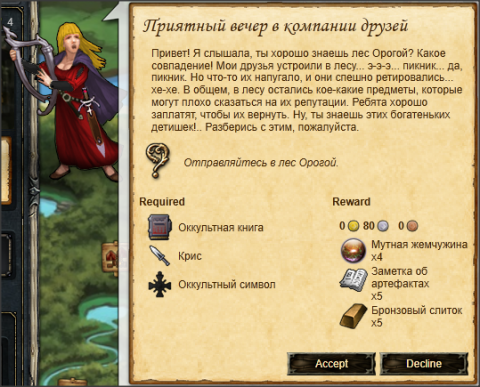 4
Приятный вечер в компании друзей
Привет! Я слышала, ты хорошо знаешь лес Орогой? Какое
совпадение! Мои друзья устроили в лесу... э-э-э... пикник... да,
пикник. Но что-то их напугало, и они спешно ретировались...
хе-хе. В общем, в лесу остались кое-какие предметы, которые
могут плохо сказаться на их репутации. Ребята хорошо
заплатят, чтобы их вернуть. Ну, ты знаешь этих богатеньких
детишек!.. Разберись с этим, пожалуйста.
Отправляйтесь в лес Орогой.
Required
Оккультная книга
Крис
Оккультный символ
Reward
0 80 0
Мутная жемчужина
x4
Заметка об
артефактах
x5
Бронзовый слиток
x5
Accept
Decline